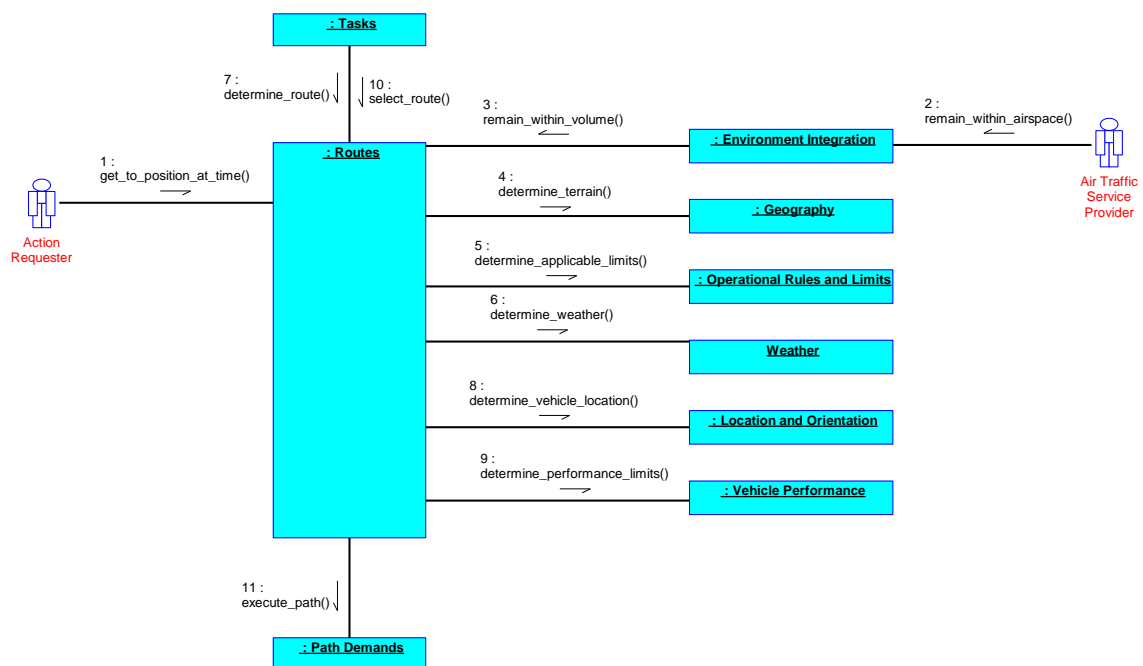 : Tasks
7 :
determine_route()
10 :
select_route()
3 :
remain_within_volume()
2 :
remain_within_airspace()
: Routes
: Environment Integration
1 :
get_to_position_at_time()
4 :
determine_terrain()
Air Traffic
Service
Provider
: Geography
Action
Requester
5 :
determine_applicable_limits()
: Operational Rules and Limits
6 :
determine_weather()
Weather
8 :
determine_vehicle_location()
: Location and Orientation
9 :
determine_performance_limits()
: Vehicle Performance
11 :
execute_path()
: Path Demands